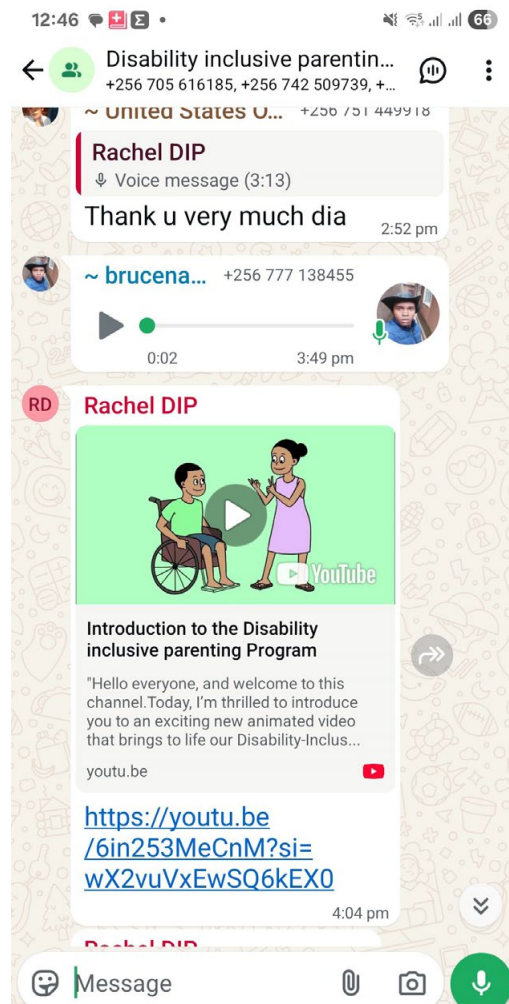 12:46
66
Disability inclusive parentin...
+256 705 616185, +256 742 509739, +...
~ United States O... +256 751 449918
Rachel DIP
Voice message (3:13)
Thank u very much dia
2:52 pm
~ brucena... +256 777 138455
0:02 3:49 pm
RD
Rachel DIP
YouTube
Introduction to the Disability
inclusive parenting Program
"Hello everyone, and welcome to this
channel.Today, I'm thrilled to introduce
you to an exciting new animated video
that brings to life our Disability-Inclus...
youtu.be
https://youtu.be
/6in253MeCnM?si=
wX2vuVxEwSQ6kEX0
4:04 pm
Rachel DIP
Message